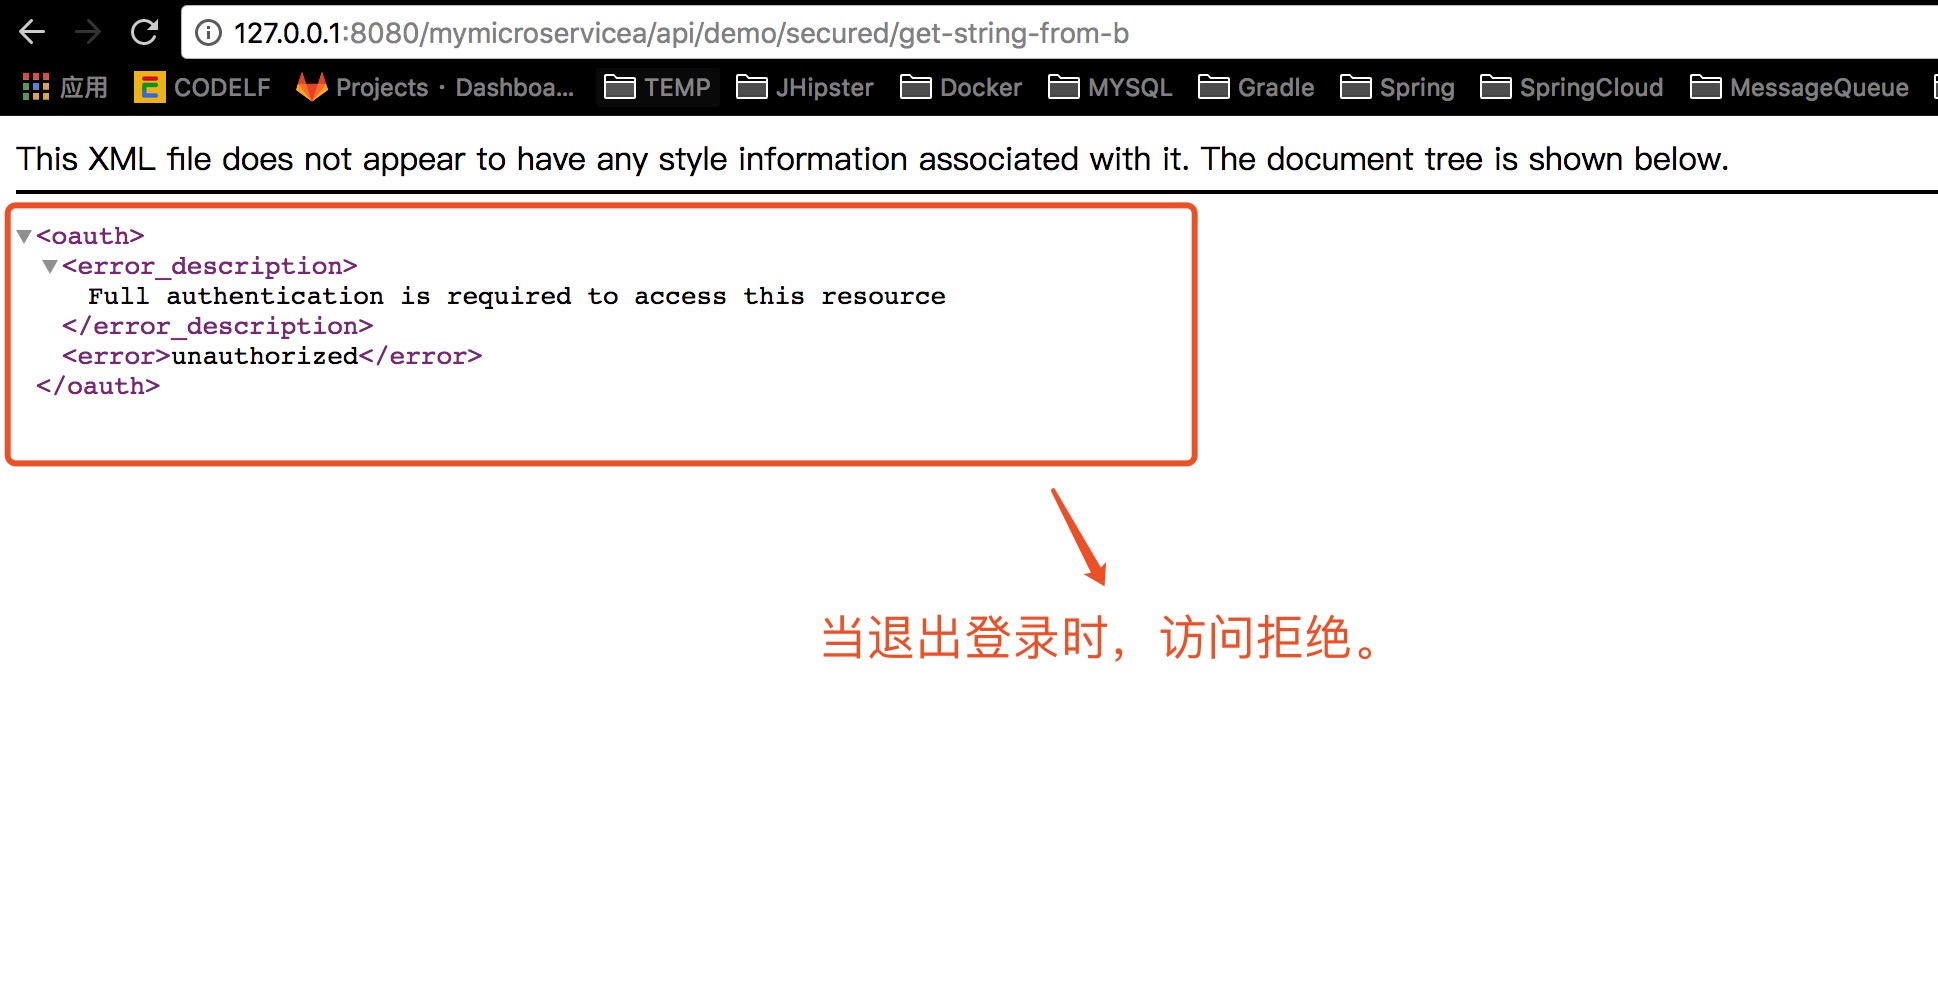 127.0.0.1:8080/mymicroservicea/api/demo/secured/get-string-from-b
应用 CODELF Projects · Dashboa... TEMP JHipster Docker MYSQL Gradle Spring SpringCloud MessageQueue
This XML file does not appear to have any style information associated with it. The document tree is shown below.
<oauth>
<error_description>
Full authentication is required to access this resource
</error_description>
<error>unauthorized</error>
</oauth>
当退出登录时，访问拒绝。